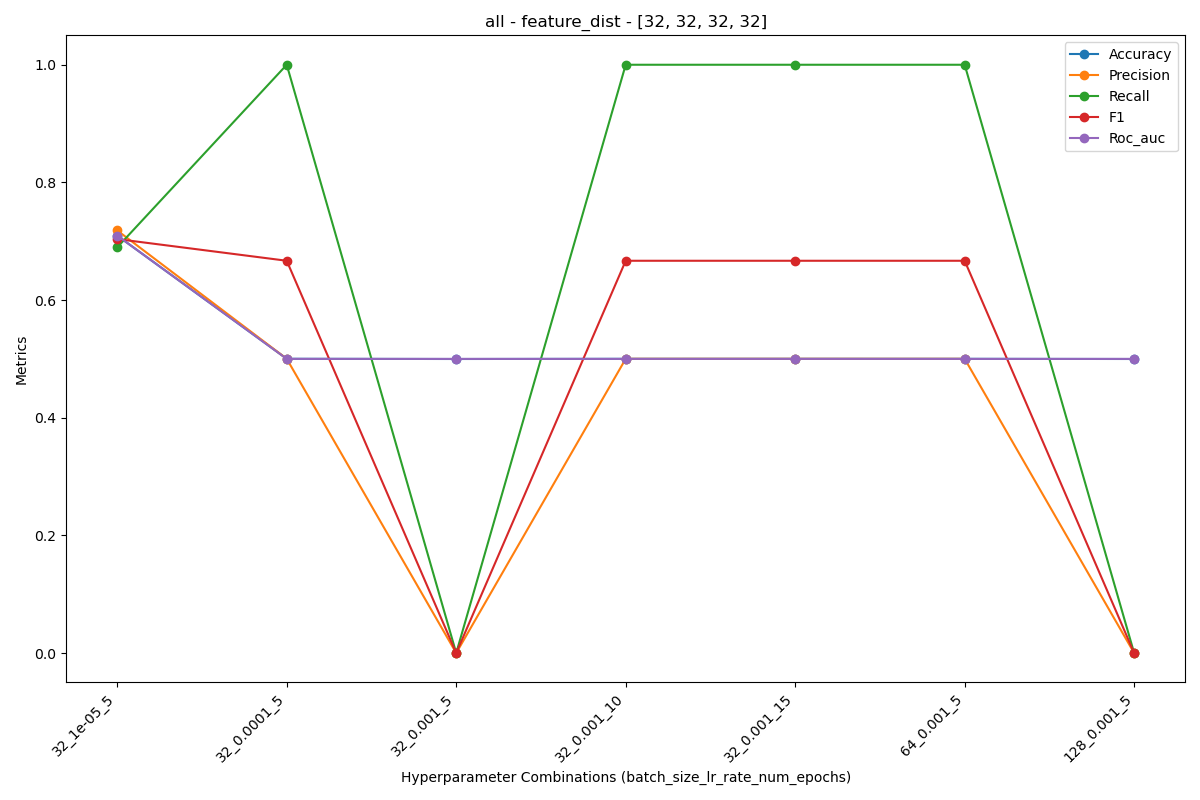 all - feature_dist - [32, 32, 32, 32]
Accuracy
Precision
Recall
F1
Roc_auc
Metrics
1.0
0.8
0.6
0.4
0.2
0.0
32_1e-05_5
32_0.0001_5
32_0.001_5
32_0.001_10
32_0.001_15
64_0.001_5
128_0.001_5
Hyperparameter Combinations (batch_size_lr_rate_num_epochs)